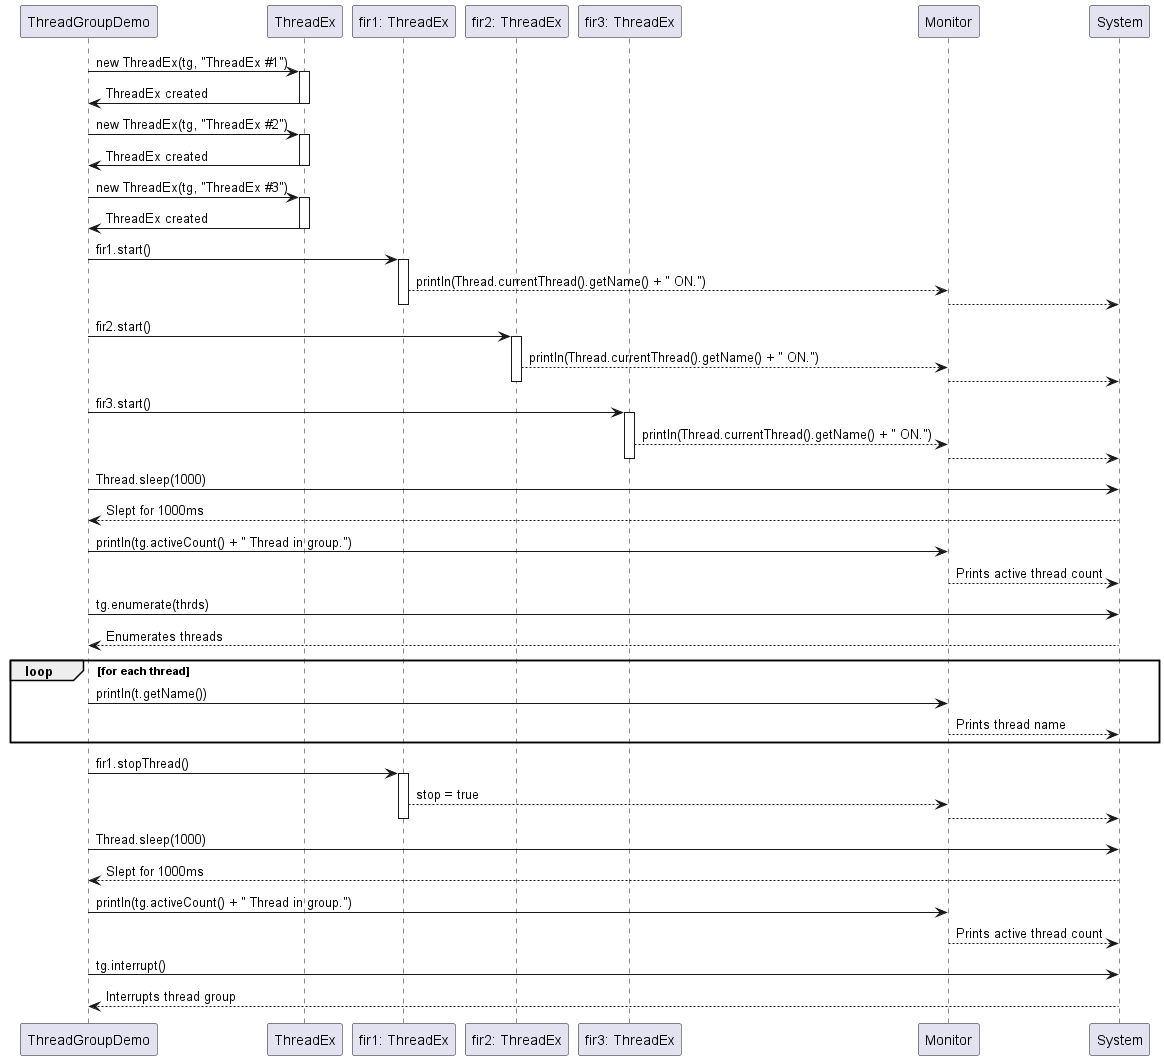 ThreadGroupDemo ThreadEx fir1: ThreadEx fir2: ThreadEx fir3: ThreadEx Monitor System
new ThreadEx(tg, "ThreadEx #1")
ThreadEx created
new ThreadEx(tg, "ThreadEx #2")
ThreadEx created
new ThreadEx(tg, "ThreadEx #3")
ThreadEx created
fir1.start()
println(Thread.currentThread().getName() + " ON.")
fir2.start()
println(Thread.currentThread().getName() + " ON.")
fir3.start()
println(Thread.currentThread().getName() + " ON.")
Thread.sleep(1000)
Slept for 1000ms
println(tg.activeCount() + " Thread in group.")
Prints active thread count
tg.enumerate(thrds)
Enumerates threads
loop [for each thread]
println(t.getName())
Prints thread name
fir1.stopThread()
stop = true
Thread.sleep(1000)
Slept for 1000ms
println(tg.activeCount() + " Thread in group.")
Prints active thread count
tg.interrupt()
Interrupts thread group
ThreadGroupDemo ThreadEx fir1: ThreadEx fir2: ThreadEx fir3: ThreadEx Monitor System